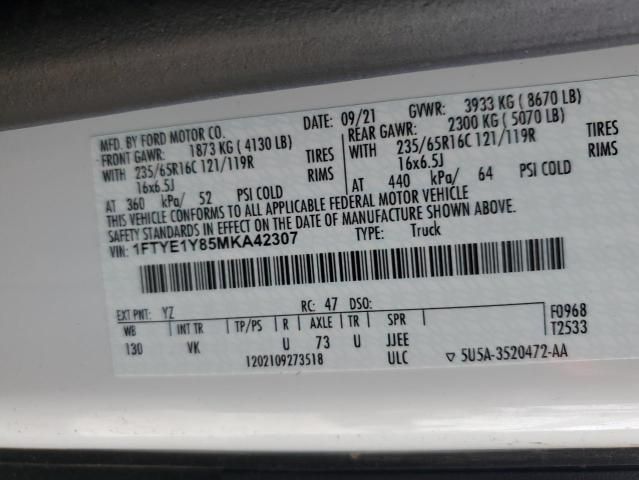 MFD. BY FORD MOTOR CO. DATE: 09/21 GVWR: 3933 KG ( 8670 LB)
FRONT GAWR: 1873 KG ( 4130 LB) REAR GAWR: 2300 KG ( 5070 LB)
WITH 235/65R16C 121/119R TIRES WITH 235/65R16C 121/119R TIRES
16x6.5J RIMS 16x6.5J RIMS
AT 360 kPa/ 52 PSI COLD AT 440 kPa/ 64 PSI COLD
THIS VEHICLE CONFORMS TO ALL APPLICABLE FEDERAL MOTOR VEHICLE
SAFETY STANDARDS IN EFFECT ON THE DATE OF MANUFACTURE SHOWN ABOVE.
VIN: 1FTYE1Y85MKA42307 TYPE: Truck
EXT PNT: YZ RC: 47 DSO: F0968
WB INT TR TP/PS R AXLE TR SPR T2533
130 VK U 73 U JJEE
1202109273518 ULC ▽ 5U5A-3520472-AA